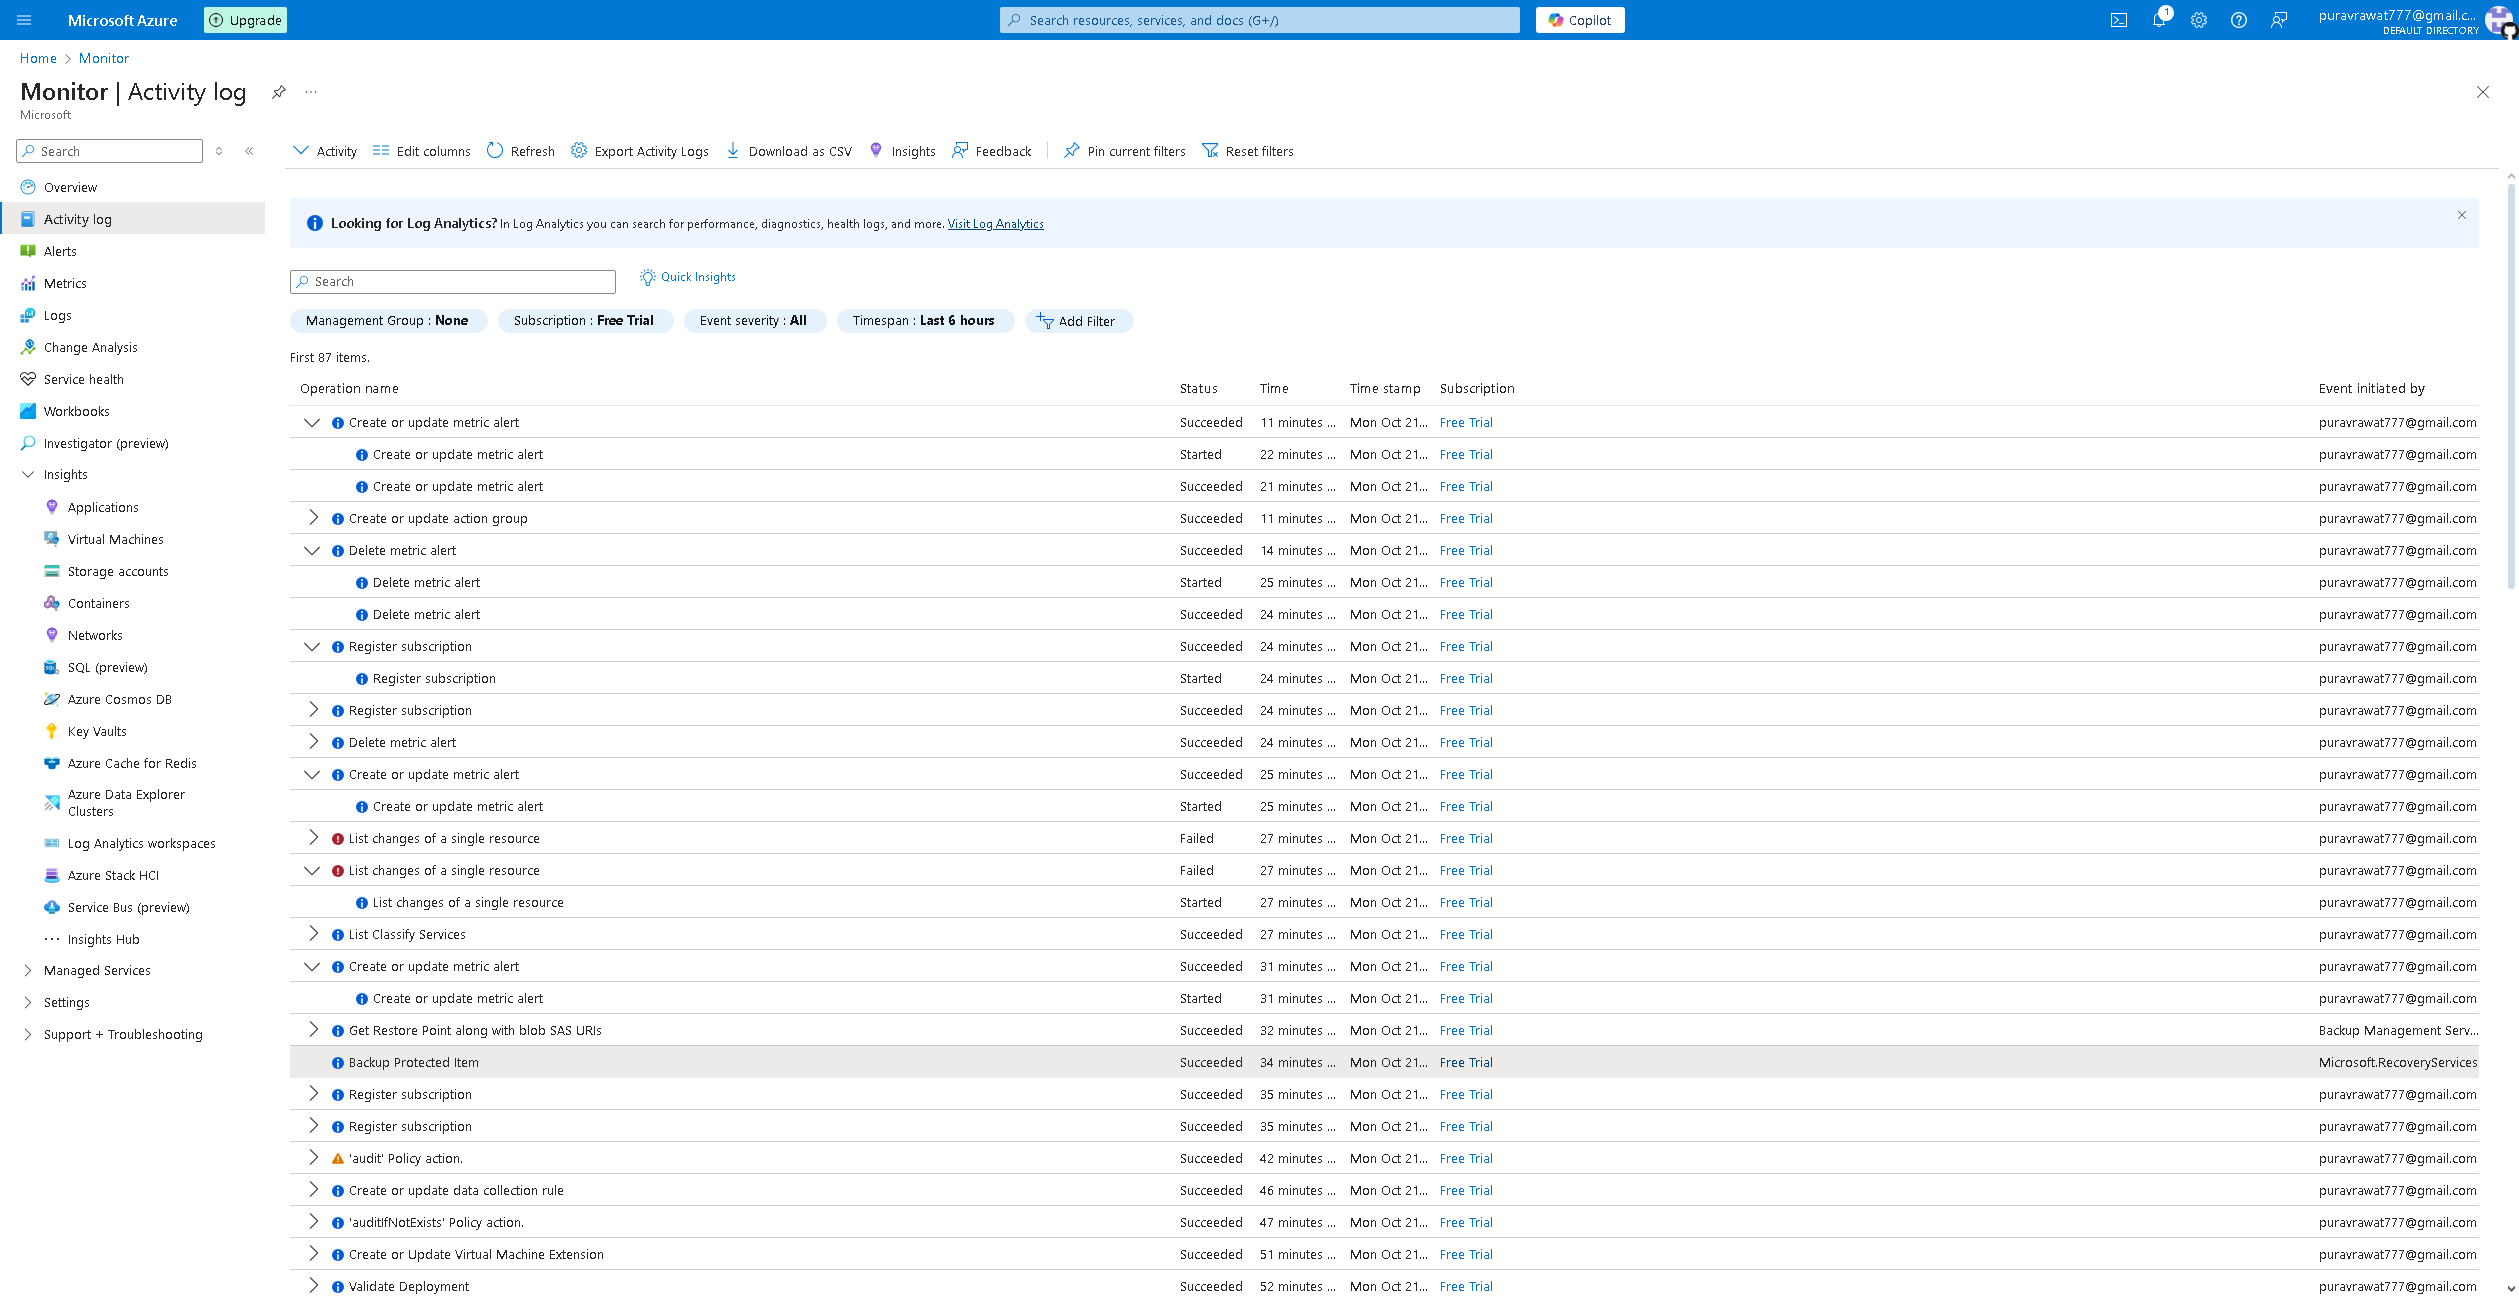 Microsoft Azure Upgrade Search resources, services, and docs (G+/) Copilot 1 puravrawat777@gmail.c...
DEFAULT DIRECTORY
Home > Monitor
Monitor | Activity log ...
Microsoft
Search
Activity Edit columns Refresh Export Activity Logs Download as CSV Insights Feedback Pin current filters Reset filters
Overview
Activity log
Alerts
Metrics
Logs
Change Analysis
Service health
Workbooks
Investigator (preview)
Insights
Applications
Virtual Machines
Storage accounts
Containers
Networks
SQL (preview)
Azure Cosmos DB
Key Vaults
Azure Cache for Redis
Azure Data Explorer
Clusters
Log Analytics workspaces
Azure Stack HCI
Service Bus (preview)
Insights Hub
Managed Services
Settings
Support + Troubleshooting
Looking for Log Analytics? In Log Analytics you can search for performance, diagnostics, health logs, and more. Visit Log Analytics
Search Quick Insights
Management Group : None Subscription : Free Trial Event severity : All Timespan : Last 6 hours Add Filter
First 87 items.
Operation name Status Time Time stamp Subscription Event initiated by
Create or update metric alert Succeeded 11 minutes ... Mon Oct 21... Free Trial puravrawat777@gmail.com
Create or update metric alert Started 22 minutes ... Mon Oct 21... Free Trial puravrawat777@gmail.com
Create or update metric alert Succeeded 21 minutes ... Mon Oct 21... Free Trial puravrawat777@gmail.com
Create or update action group Succeeded 11 minutes ... Mon Oct 21... Free Trial puravrawat777@gmail.com
Delete metric alert Succeeded 14 minutes ... Mon Oct 21... Free Trial puravrawat777@gmail.com
Delete metric alert Started 25 minutes ... Mon Oct 21... Free Trial puravrawat777@gmail.com
Delete metric alert Succeeded 24 minutes ... Mon Oct 21... Free Trial puravrawat777@gmail.com
Register subscription Succeeded 24 minutes ... Mon Oct 21... Free Trial puravrawat777@gmail.com
Register subscription Started 24 minutes ... Mon Oct 21... Free Trial puravrawat777@gmail.com
Register subscription Succeeded 24 minutes ... Mon Oct 21... Free Trial puravrawat777@gmail.com
Delete metric alert Succeeded 24 minutes ... Mon Oct 21... Free Trial puravrawat777@gmail.com
Create or update metric alert Succeeded 25 minutes ... Mon Oct 21... Free Trial puravrawat777@gmail.com
Create or update metric alert Started 25 minutes ... Mon Oct 21... Free Trial puravrawat777@gmail.com
List changes of a single resource Failed 27 minutes ... Mon Oct 21... Free Trial puravrawat777@gmail.com
List changes of a single resource Failed 27 minutes ... Mon Oct 21... Free Trial puravrawat777@gmail.com
List changes of a single resource Started 27 minutes ... Mon Oct 21... Free Trial puravrawat777@gmail.com
List Classify Services Succeeded 27 minutes ... Mon Oct 21... Free Trial puravrawat777@gmail.com
Create or update metric alert Succeeded 31 minutes ... Mon Oct 21... Free Trial puravrawat777@gmail.com
Create or update metric alert Started 31 minutes ... Mon Oct 21... Free Trial puravrawat777@gmail.com
Get Restore Point along with blob SAS URIs Succeeded 32 minutes ... Mon Oct 21... Free Trial Backup Management Serv...
Backup Protected Item Succeeded 34 minutes ... Mon Oct 21... Free Trial Microsoft.RecoveryServices
Register subscription Succeeded 35 minutes ... Mon Oct 21... Free Trial puravrawat777@gmail.com
Register subscription Succeeded 35 minutes ... Mon Oct 21... Free Trial puravrawat777@gmail.com
'audit' Policy action. Succeeded 42 minutes ... Mon Oct 21... Free Trial puravrawat777@gmail.com
Create or update data collection rule Succeeded 46 minutes ... Mon Oct 21... Free Trial puravrawat777@gmail.com
'auditIfNotExists' Policy action. Succeeded 47 minutes ... Mon Oct 21... Free Trial puravrawat777@gmail.com
Create or Update Virtual Machine Extension Succeeded 51 minutes ... Mon Oct 21... Free Trial puravrawat777@gmail.com
Validate Deployment Succeeded 52 minutes ... Mon Oct 21... Free Trial puravrawat777@gmail.com